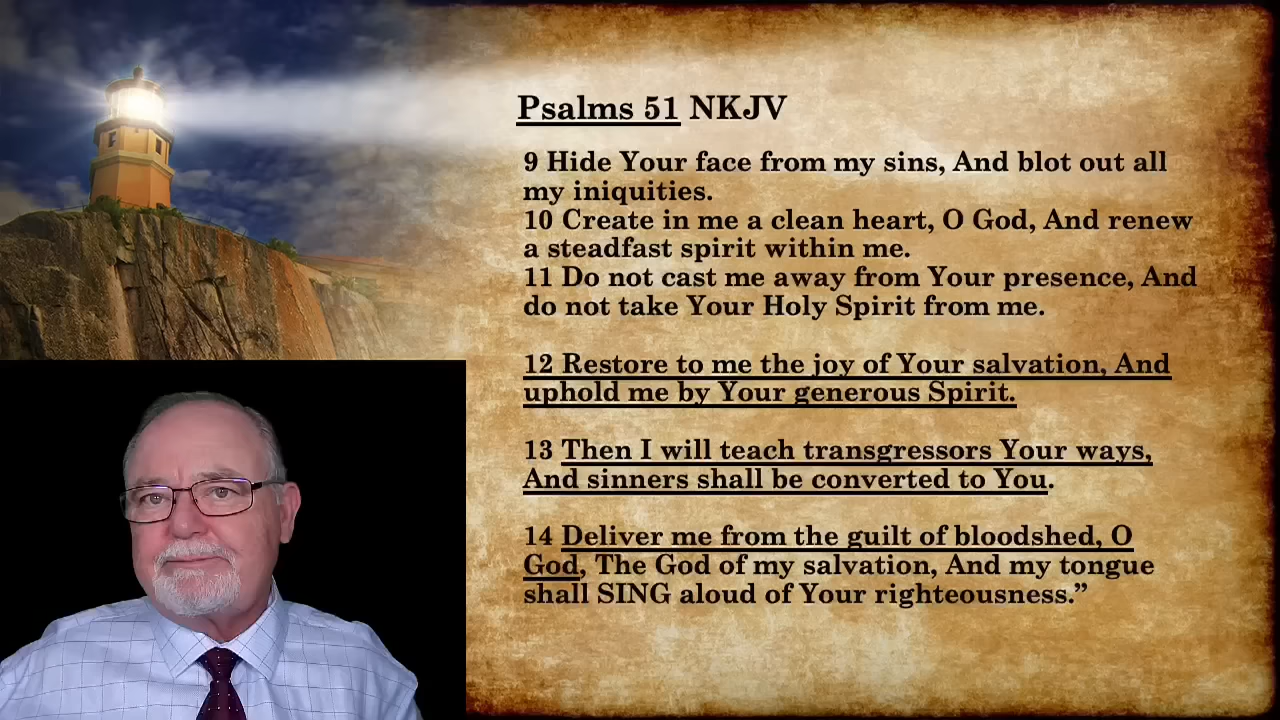 Psalms 51 NKJV
9 Hide Your face from my sins, And blot out all
my iniquities.
10 Create in me a clean heart, O God, And renew
a steadfast spirit within me.
11 Do not cast me away from Your presence, And
do not take Your Holy Spirit from me.
12 Restore to me the joy of Your salvation, And
uphold me by Your generous Spirit.
13 Then I will teach transgressors Your ways,
And sinners shall be converted to You.
14 Deliver me from the guilt of bloodshed, O
God, The God of my salvation, And my tongue
shall SING aloud of Your righteousness.”